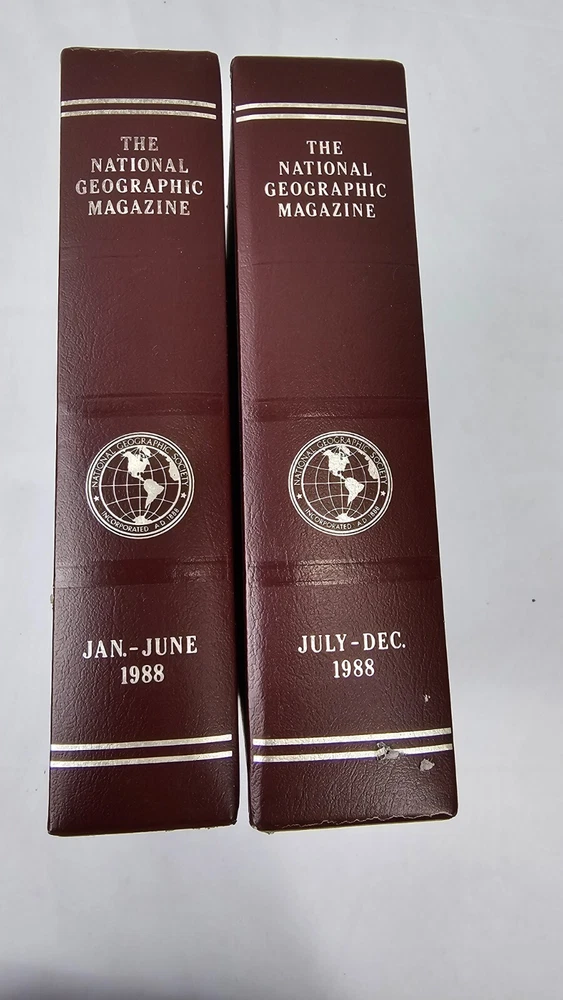 THE
NATIONAL
GEOGRAPHIC
MAGAZINE
NATIONAL GEOGRAPHIC SOCIETY
INCORPORATED A.D. 1888
JAN.-JUNE
1988
THE
NATIONAL
GEOGRAPHIC
MAGAZINE
NATIONAL GEOGRAPHIC SOCIETY
INCORPORATED A.D. 1888
JULY-DEC.
1988